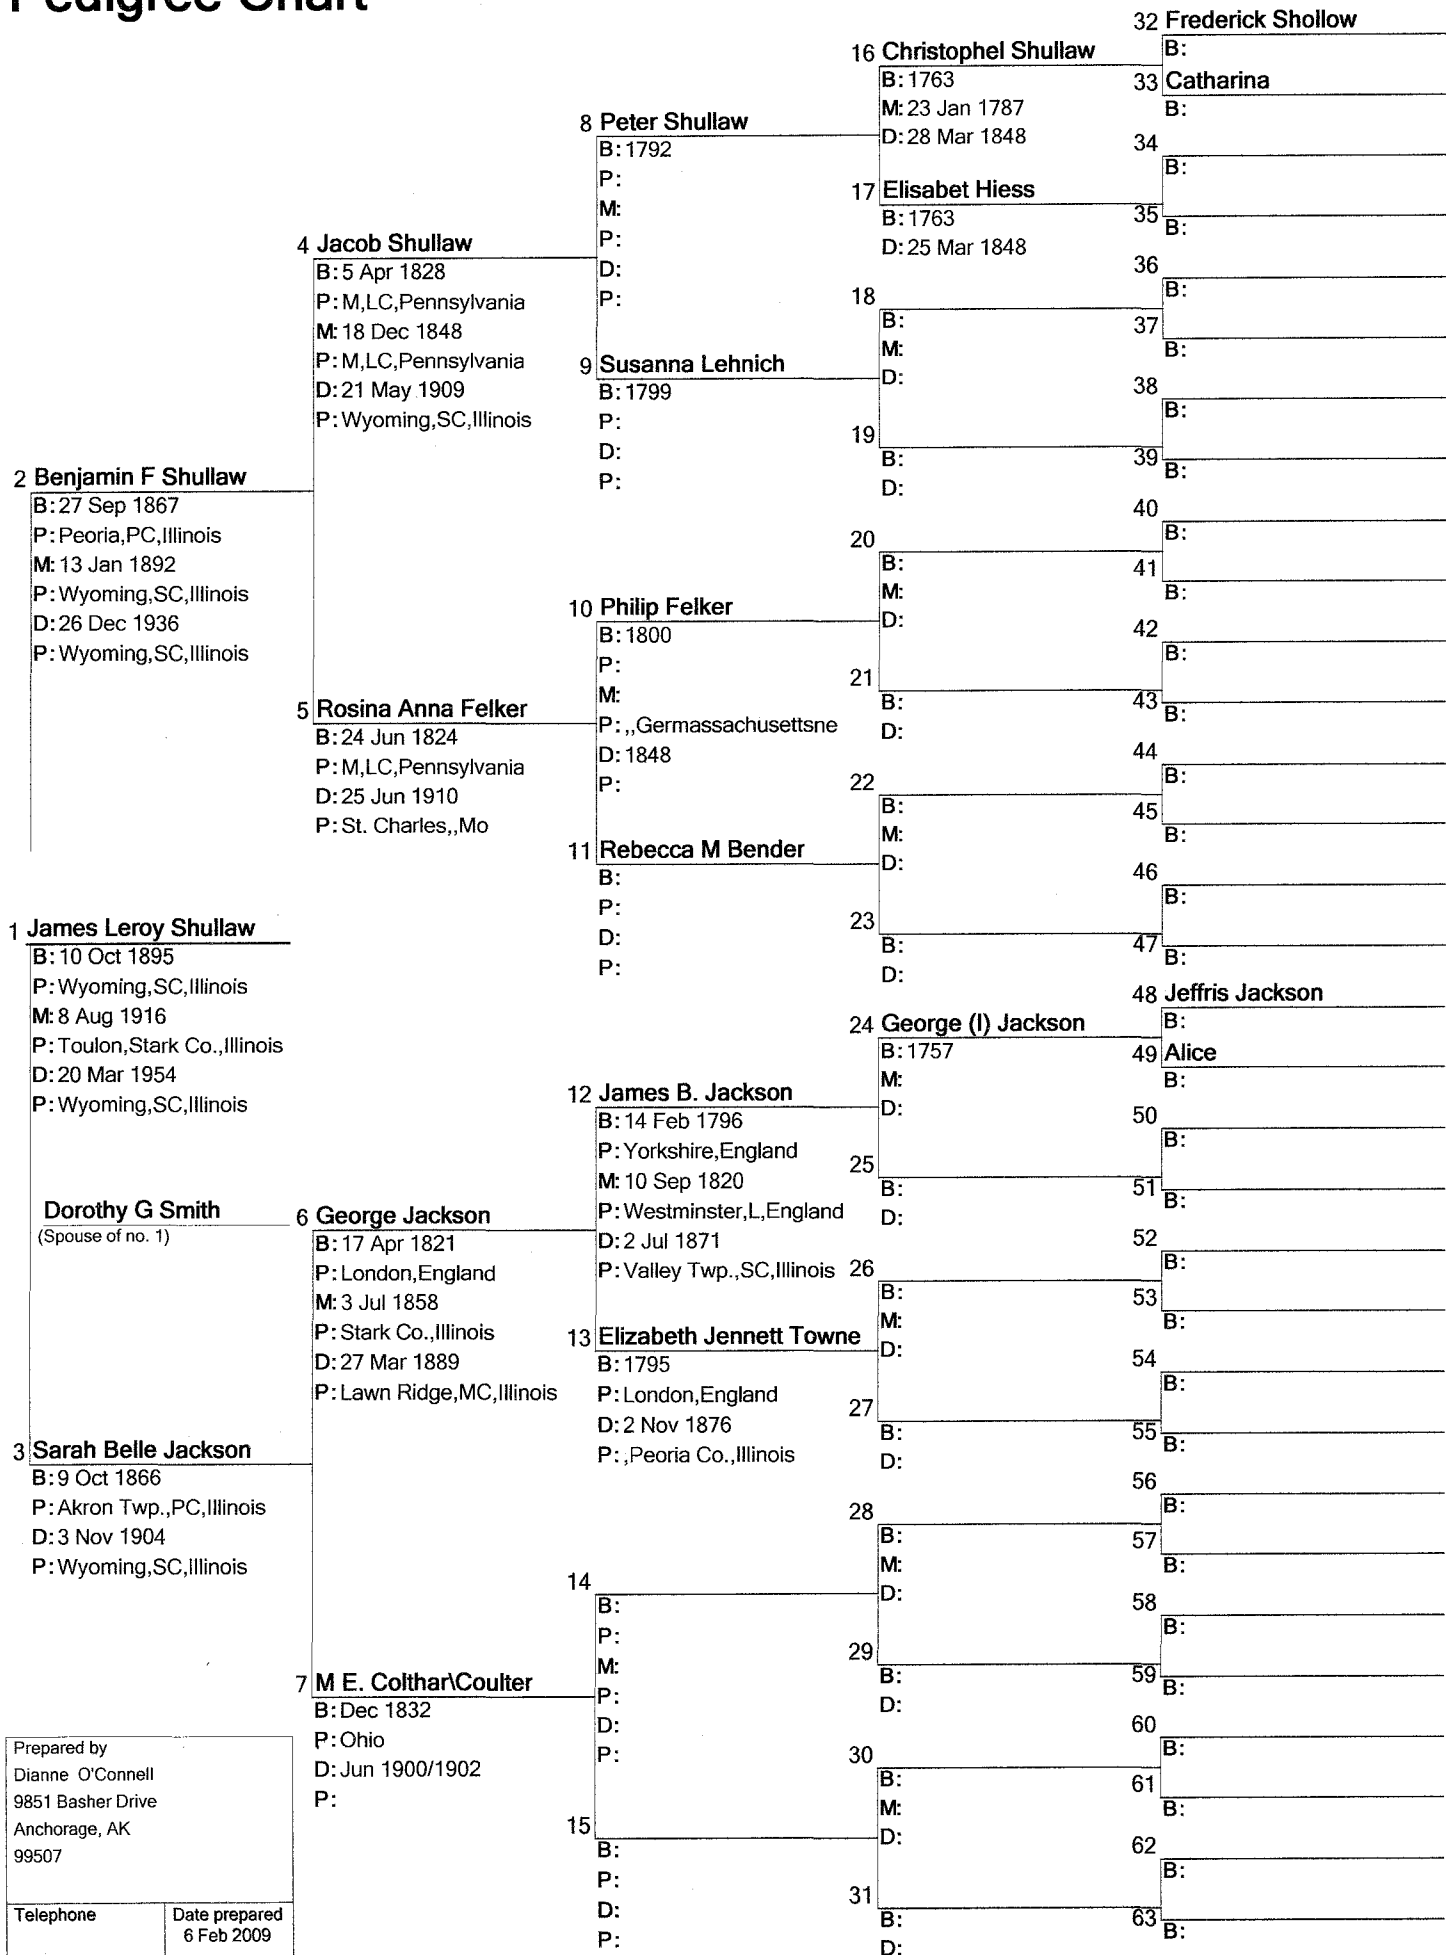 Pedigree Chart
1 James Leroy Shullaw
B: 10 Oct 1895
P: Wyoming,SC,Illinois
M: 8 Aug 1916
P: Toulon,Stark Co.,Illinois
D: 20 Mar 1954
P: Wyoming,SC,Illinois
Dorothy G Smith
(Spouse of no. 1)
2 Benjamin F Shullaw
B: 27 Sep 1867
P: Peoria,PC,Illinois
M: 13 Jan 1892
P: Wyoming,SC,Illinois
D: 26 Dec 1936
P: Wyoming,SC,Illinois
3 Sarah Belle Jackson
B: 9 Oct 1866
P: Akron Twp.,PC,Illinois
D: 3 Nov 1904
P: Wyoming,SC,Illinois
4 Jacob Shullaw
B: 5 Apr 1828
P: M,LC,Pennsylvania
M: 18 Dec 1848
P: M,LC,Pennsylvania
D: 21 May 1909
P: Wyoming,SC,Illinois
5 Rosina Anna Felker
B: 24 Jun 1824
P: M,LC,Pennsylvania
D: 25 Jun 1910
P: St. Charles,,Mo
6 George Jackson
B: 17 Apr 1821
P: London,England
M: 3 Jul 1858
P: Stark Co.,Illinois
D: 27 Mar 1889
P: Lawn Ridge,MC,Illinois
7 M E. Colthar\Coulter
B: Dec 1832
P: Ohio
D: Jun 1900/1902
P:
8 Peter Shullaw
B: 1792
P:
M:
P:
D:
P:
9 Susanna Lehnich
B: 1799
P:
D:
P:
10 Philip Felker
B: 1800
P:
M:
P: ,,Germassachusettsne
D: 1848
P:
11 Rebecca M Bender
B:
P:
D:
P:
12 James B. Jackson
B: 14 Feb 1796
P: Yorkshire,England
M: 10 Sep 1820
P: Westminster,L,England
D: 2 Jul 1871
P: Valley Twp.,SC,Illinois
13 Elizabeth Jennett Towne
B: 1795
P: London,England
D: 2 Nov 1876
P: ,Peoria Co.,Illinois
14
B:
P:
M:
P:
D:
P:
15
B:
P:
D:
P:
16 Christophel Shullaw
B: 1763
M: 23 Jan 1787
D: 28 Mar 1848
17 Elisabet Hiess
B: 1763
D: 25 Mar 1848
18
B:
M:
D:
19
B:
D:
20
B:
M:
D:
21
B:
D:
22
B:
M:
D:
23
B:
D:
24 George (I) Jackson
B: 1757
M:
D:
25
B:
D:
26
B:
M:
D:
27
B:
D:
28
B:
M:
D:
29
B:
D:
30
B:
M:
D:
31
B:
D:
32 Frederick Shollow
B:
33 Catharina
B:
34
B:
35
B:
36
B:
37
B:
38
B:
39
B:
40
B:
41
B:
42
B:
43
B:
44
B:
45
B:
46
B:
47
B:
48 Jeffris Jackson
B:
49 Alice
B:
50
B:
51
B:
52
B:
53
B:
54
B:
55
B:
56
B:
57
B:
58
B:
59
B:
60
B:
61
B:
62
B:
63
B:
Prepared by
Dianne O'Connell
9851 Basher Drive
Anchorage, AK
99507
Telephone
Date prepared
6 Feb 2009